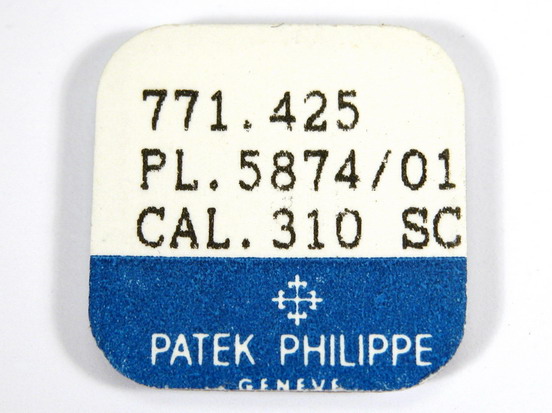 771.425
PL.5874/01
CAL.310 SC
PATEK PHILIPPE
GENEVE